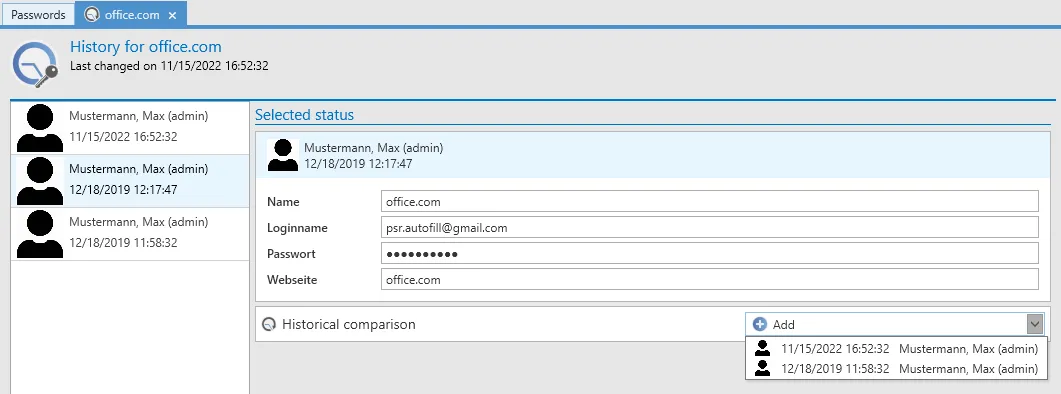 Passwords
office.com
History for office.com
Last changed on 11/15/2022 16:52:32
Mustermann, Max (admin)
11/15/2022 16:52:32
Mustermann, Max (admin)
12/18/2019 12:17:47
Mustermann, Max (admin)
12/18/2019 11:58:32
Selected status
Mustermann, Max (admin)
12/18/2019 12:17:47
Name office.com
Loginname psr.autofill@gmail.com
Passwort ●●●●●●●●●●
Webseite office.com
Historical comparison
Add
11/15/2022 16:52:32 Mustermann, Max (admin)
12/18/2019 11:58:32 Mustermann, Max (admin)